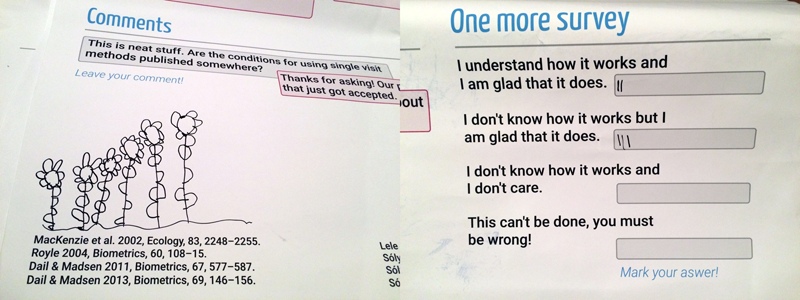 Comments
This is neat stuff. Are the conditions for using single visit
methods published somewhere?
Leave your comment!
Thanks for asking! Our
that just got accepted.
MacKenzie et al. 2002, Ecology, 83, 2248–2255.
Royle 2004, Biometrics, 60, 108–15.
Dail & Madsen 2011, Biometrics, 67, 577–587.
Dail & Madsen 2013, Biometrics, 69, 146–156.
Lele
Sóly
Sól
Só
One more survey
I understand how it works and
I am glad that it does.
out
I don't know how it works but I
am glad that it does.
I don't know how it works and
I don't care.
This can't be done, you must
be wrong!
Mark your aswer!